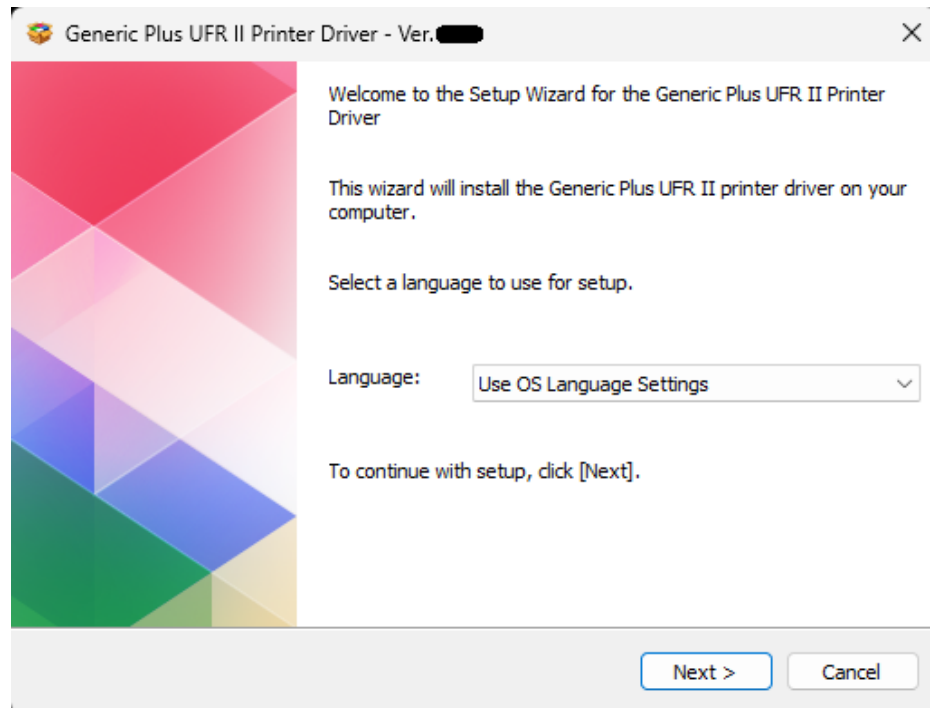 Generic Plus UFR II Printer Driver - Ver.
Welcome to the Setup Wizard for the Generic Plus UFR II Printer
Driver
This wizard will install the Generic Plus UFR II printer driver on your
computer.
Select a language to use for setup.
Language:
Use OS Language Settings
To continue with setup, click [Next].
Next >
Cancel